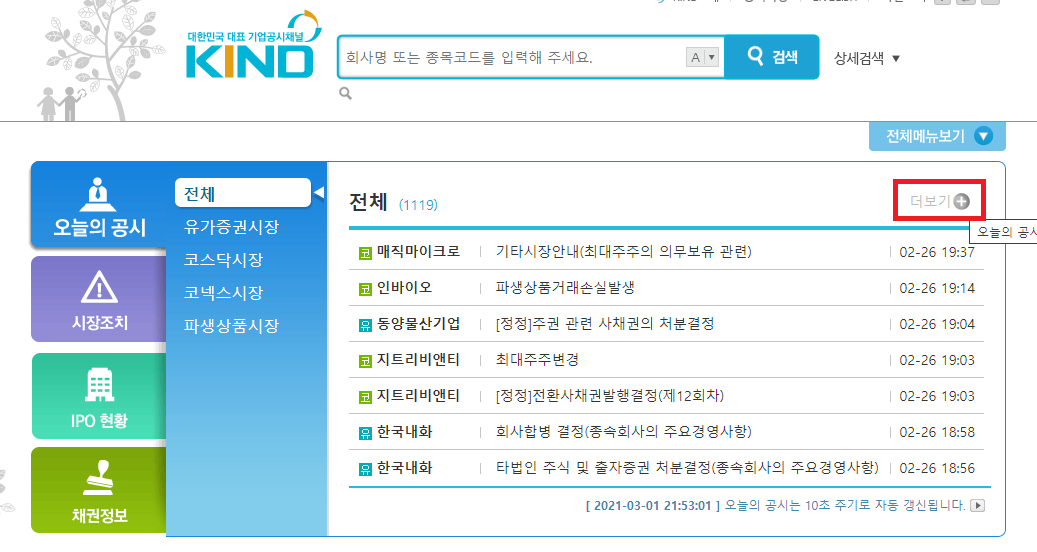 대한민국 대표 기업공시채널
KIND
회사명 또는 종목코드를 입력해 주세요.
A
검색
상세검색 ▼
전체메뉴보기
오늘의 공시
시장조치
IPO 현황
채권정보
전체
유가증권시장
코스닥시장
코넥스시장
파생상품시장
전체 (1119)
더보기
오늘의 공시
코 매직마이크로 기타시장안내(최대주주의 의무보유 관련) 02-26 19:37
코 인바이오 파생상품거래손실발생 02-26 19:14
유 동양물산기업 [정정]주권 관련 사채권의 처분결정 02-26 19:04
코 지트리비앤티 최대주주변경 02-26 19:03
코 지트리비앤티 [정정]전환사채권발행결정(제12회차) 02-26 19:03
유 한국내화 회사합병 결정(종속회사의 주요경영사항) 02-26 18:58
유 한국내화 타법인 주식 및 출자증권 처분결정(종속회사의 주요경영사항) 02-26 18:56
[ 2021-03-01 21:53:01 ] 오늘의 공시는 10초 주기로 자동 갱신됩니다.